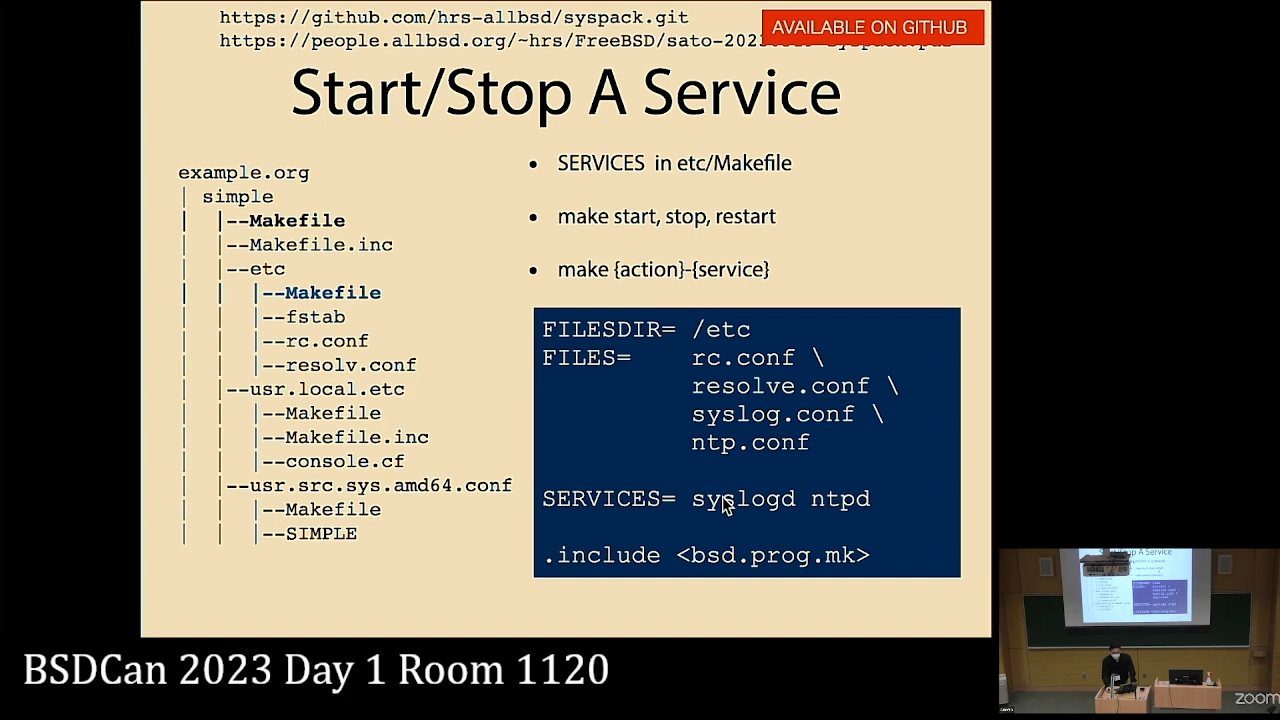 https://github.com/hrs-allbsd/syspack.git
https://people.allbsd.org/~hrs/FreeBSD/sato-202
AVAILABLE ON GITHUB
Start/Stop A Service
example.org
| simple
| |--Makefile
| |--Makefile.inc
| |--etc
| | |--Makefile
| | |--fstab
| | |--rc.conf
| | |--resolv.conf
| |--usr.local.etc
| | |--Makefile
| | |--Makefile.inc
| | |--console.cf
| |--usr.src.sys.amd64.conf
| | |--Makefile
| | |--SIMPLE
• SERVICES in etc/Makefile
• make start, stop, restart
• make {action}-{service}
FILESDIR= /etc
FILES= rc.conf \
resolve.conf \
syslog.conf \
ntp.conf
SERVICES= syslogd ntpd
.include <bsd.prog.mk>
Start/Stop A Service
BSDCan 2023 Day 1 Room 1120
zoom